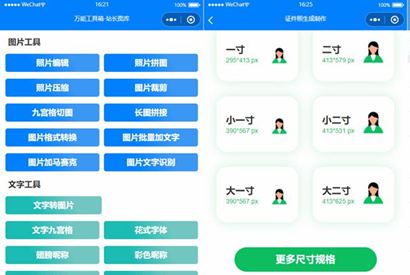 WeChat
16:21
100%
万能工具箱-站长图库
图片工具
照片编辑
照片拼图
照片压缩
图片裁剪
九宫格切图
长图拼接
图片格式转换
图片批量加文字
图片加马赛克
图片文字识别
文字工具
文字转图片
文字九宫格
花式字体
翅膀昵称
彩色昵称
WeChat
16:25
100%
证件照生成制作
一寸
295*413 px
二寸
413*579 px
小一寸
390*567 px
小二寸
413*531 px
大一寸
390*567 px
大二寸
413*625 px
更多尺寸规格